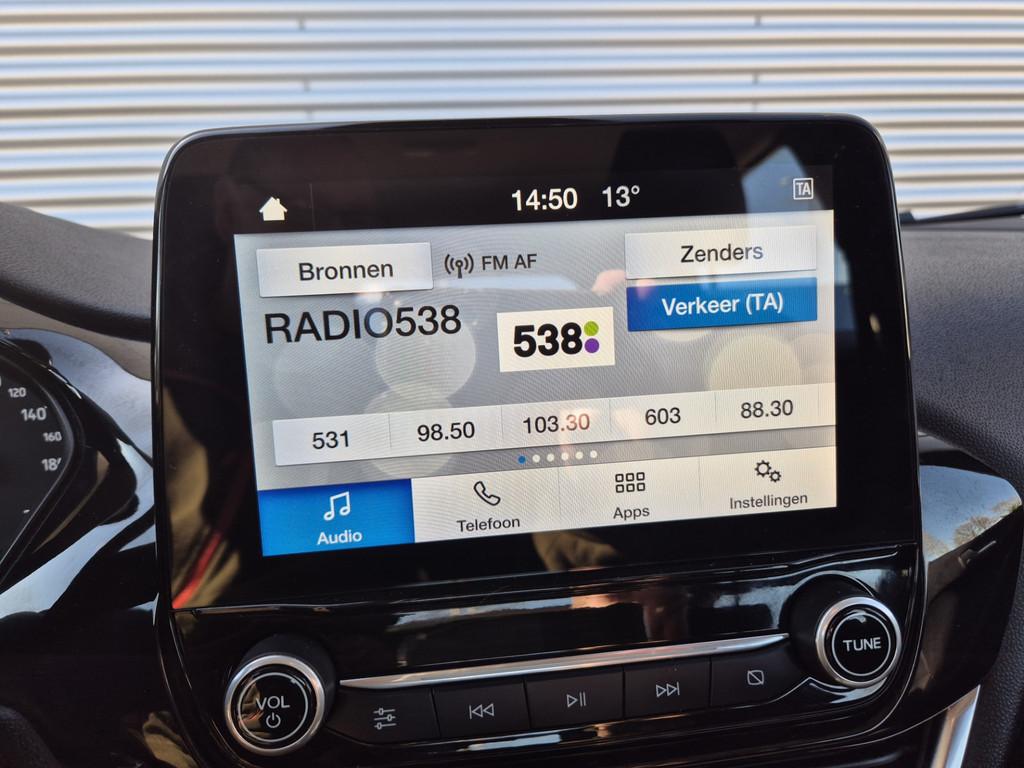 14:50 13° TA
Bronnen FM AF Zenders
Verkeer (TA)
RADIO538 538
531 98.50 103.30 603 88.30
Audio Telefoon Apps Instellingen
120
140
160
VOL
TUNE